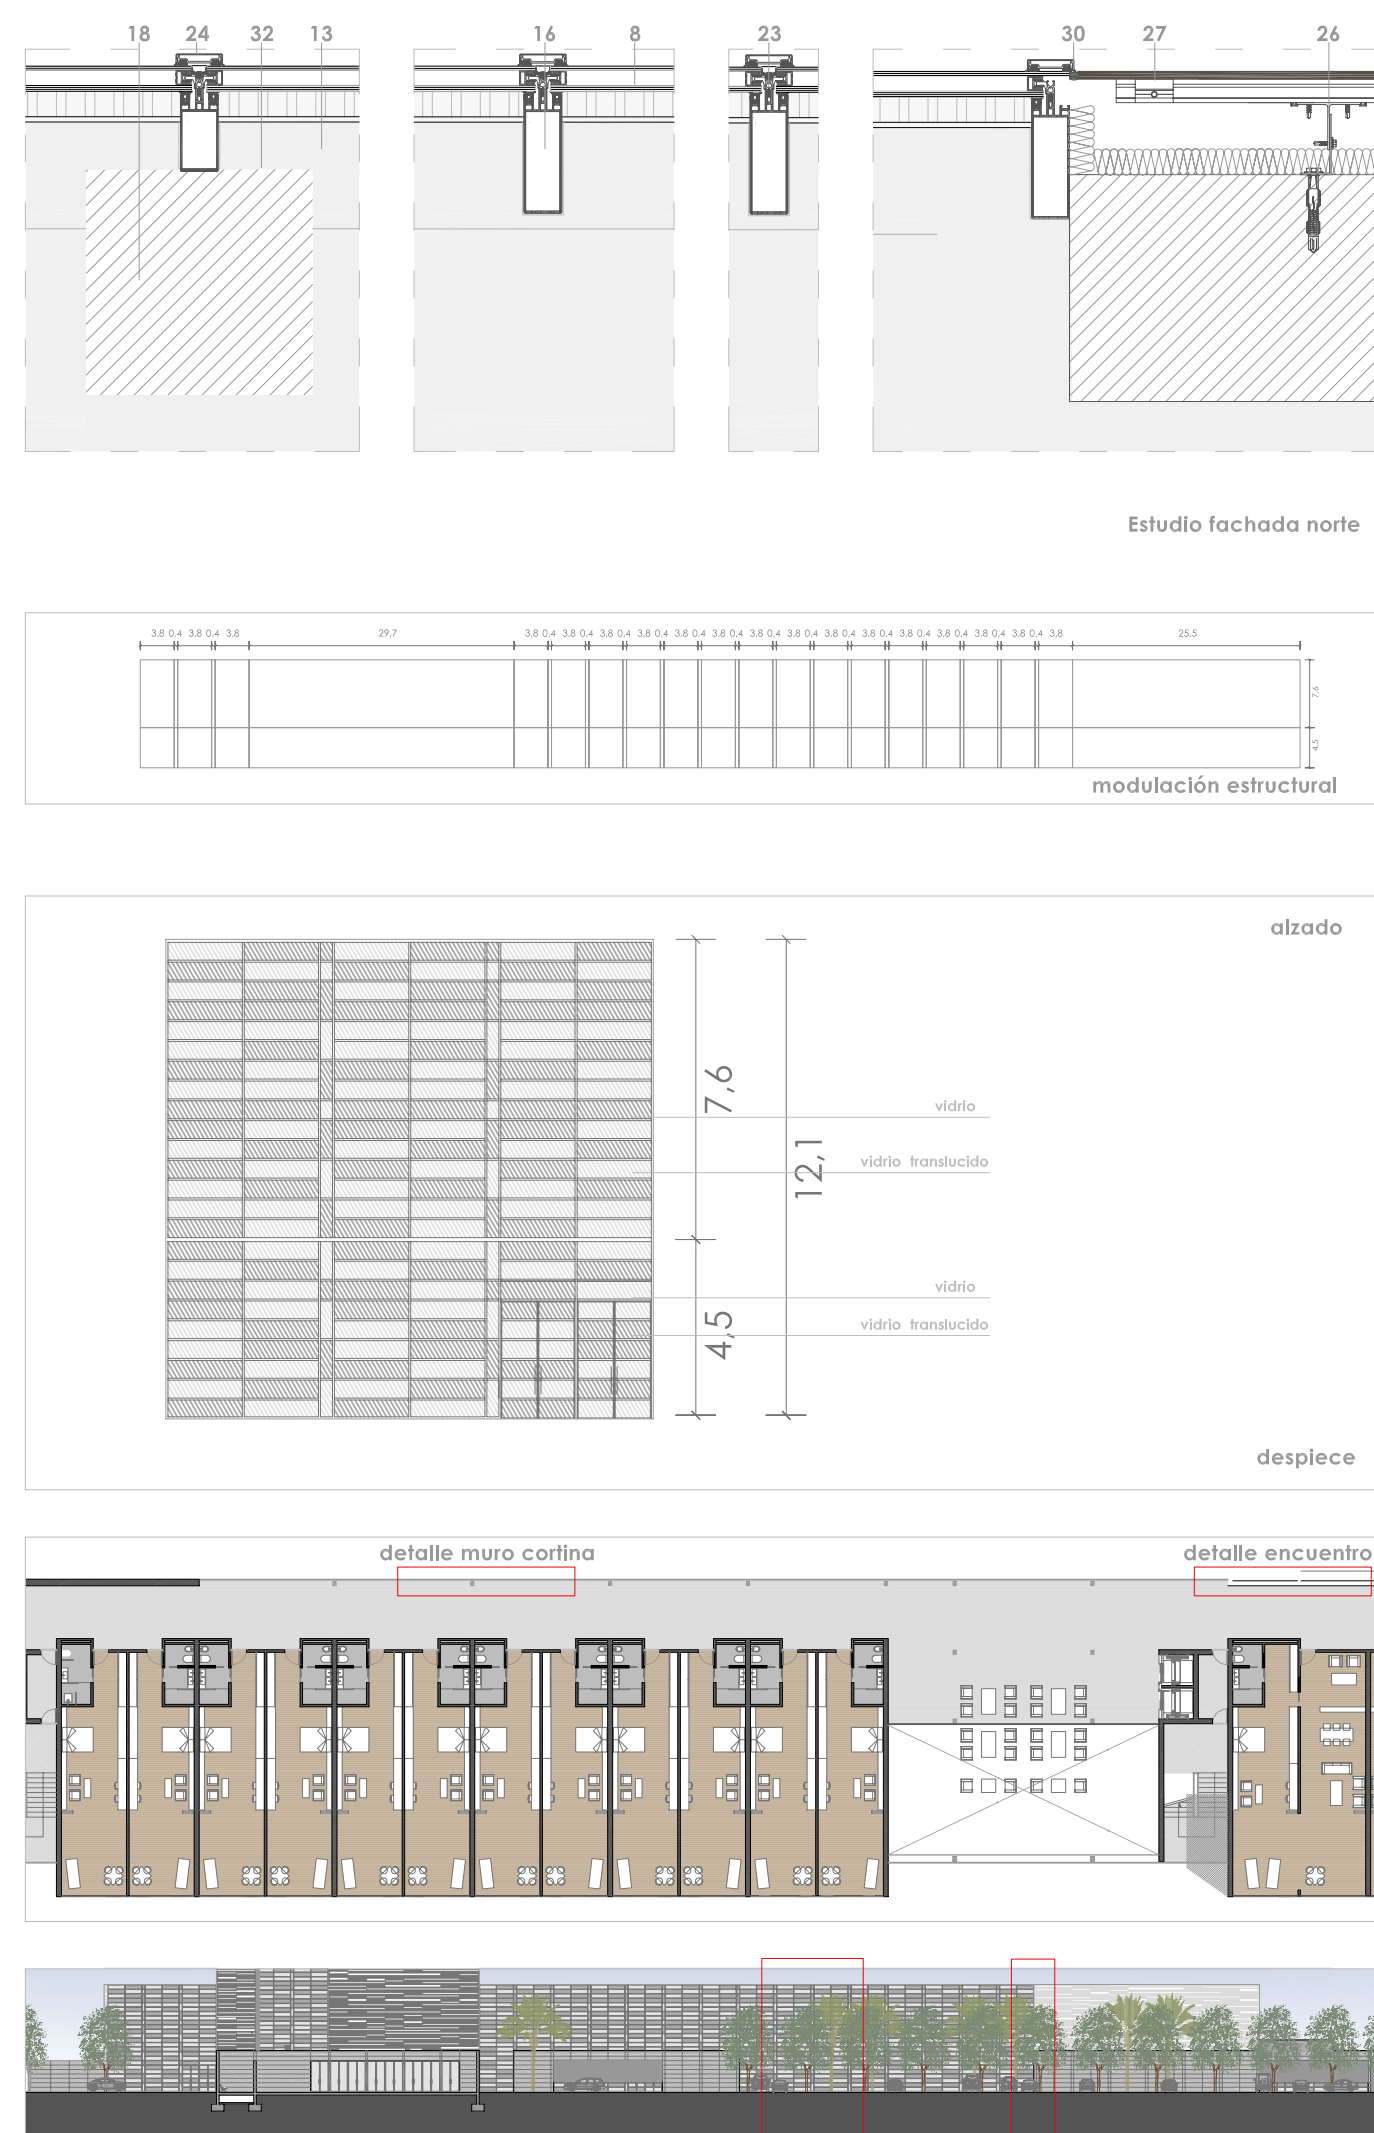 18 24 32 13 16 8 23 30 27 26
Estudio fachada norte
3,8 0,4 3,8 0,4 3,8 29,7 3,8 0,4 3,8 0,4 3,8 0,4 3,8 0,4 3,8 0,4 3,8 0,4 3,8 0,4 3,8 0,4 3,8 0,4 3,8 0,4 3,8 0,4 3,8 0,4 3,8 0,4 3,8 0,4 3,8 25,5
7,6
4,5
modulación estructural
alzado
7,6
vidrio
12,1
vidrio translucido
vidrio
4,5
vidrio translucido
despiece
detalle muro cortina
detalle encuentro